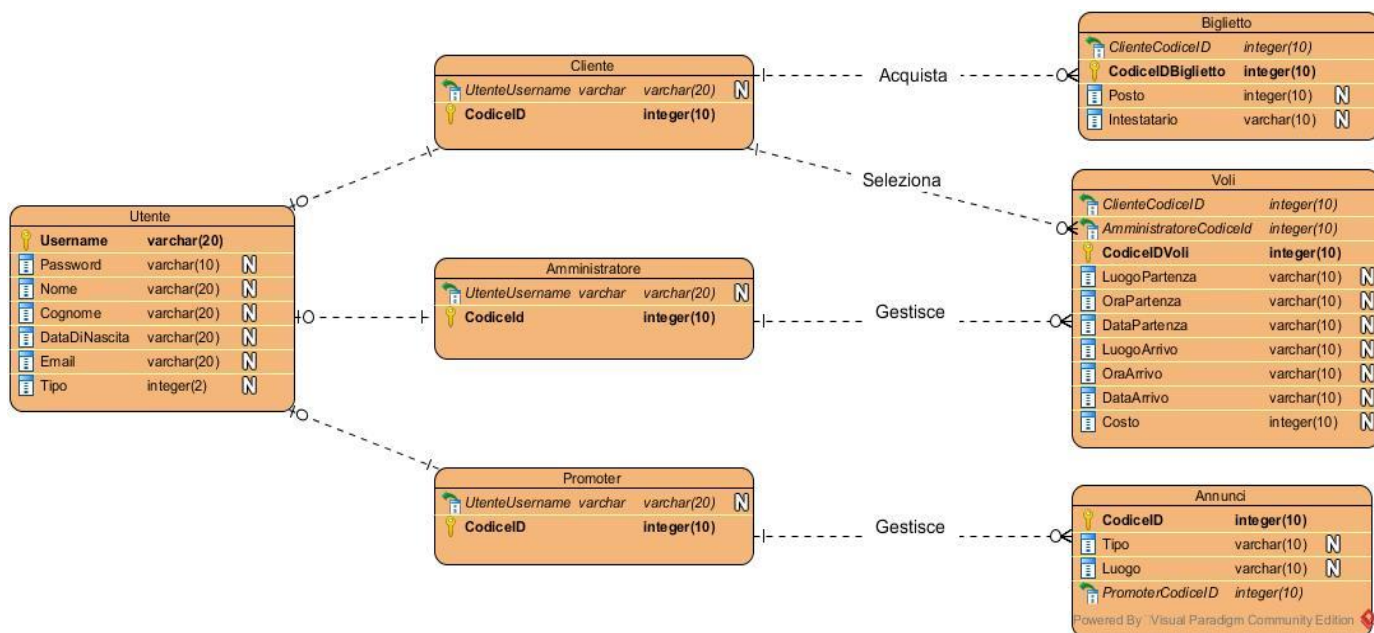 Utente
Username varchar(20)
Password varchar(10) N
Nome varchar(20) N
Cognome varchar(20) N
DataDiNascita varchar(20) N
Email varchar(20) N
Tipo integer(2) N
Cliente
UtenteUsername varchar varchar(20) N
CodiceID integer(10)
Amministratore
UtenteUsername varchar varchar(20) N
CodiceId integer(10)
Promoter
UtenteUsername varchar varchar(20) N
CodiceID integer(10)
Acquista
Seleziona
Gestisce
Gestisce
Biglietto
ClienteCodiceID integer(10)
CodiceIDBiglietto integer(10)
Posto integer(10) N
Intestatario varchar(10) N
Voli
ClienteCodiceID integer(10)
AmministratoreCodiceId integer(10)
CodiceIDVoli integer(10)
LuogoPartenza varchar(10) N
OraPartenza varchar(10) N
DataPartenza varchar(10) N
LuogoArrivo varchar(10) N
OraArrivo varchar(10) N
DataArrivo varchar(10) N
Costo integer(10) N
Annunci
CodiceID integer(10)
Tipo varchar(10) N
Luogo varchar(10) N
PromoterCodiceID integer(10)
Powered By Visual Paradigm Community Edition